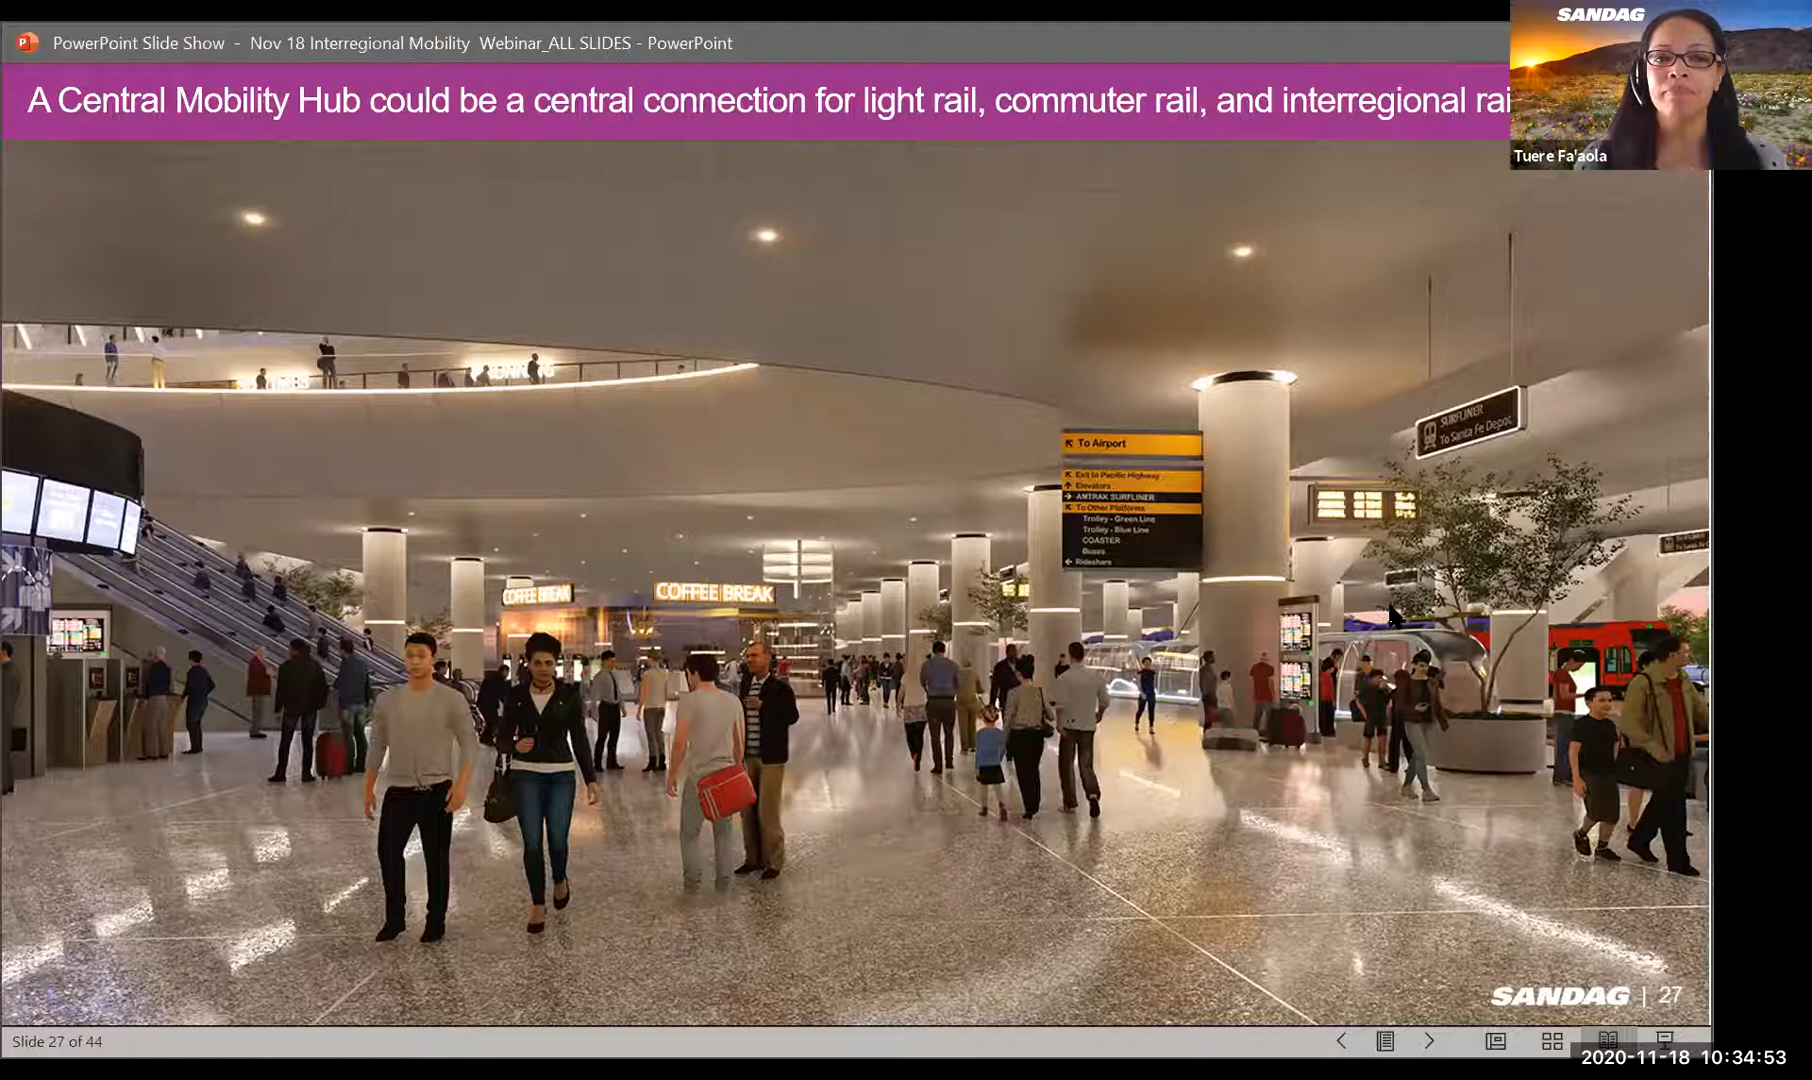 PowerPoint Slide Show - Nov 18 Interregional Mobility Webinar_ALL SLIDES - PowerPoint
SANDAG
A Central Mobility Hub could be a central connection for light rail, commuter rail, and interregional rai
Tuere Fa'aola
SURFLINER
To Santa Fe Depot
To Airport
Exit to Pacific Highway
Elevators
AMTRAK SURFLINER
To Other Platforms
Trolley - Green Line
Trolley - Blue Line
COASTER
Buses
Rideshare
COFFEE BREAK
COFFEE BREAK
SANDAG | 27
Slide 27 of 44
2020-11-18 10:34:53